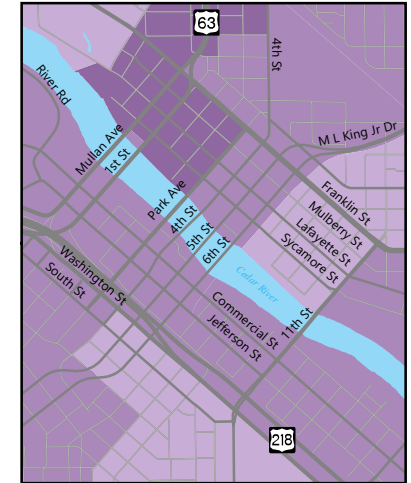 63
4th St
River Rd
M L King Jr Dr
Mullan Ave
1st St
Park Ave
Franklin St
4th St
Mulberry St
5th St
Lafayette St
6th St
Sycamore St
Washington St
South St
Cedar River
Commercial St
11th St
Jefferson St
218